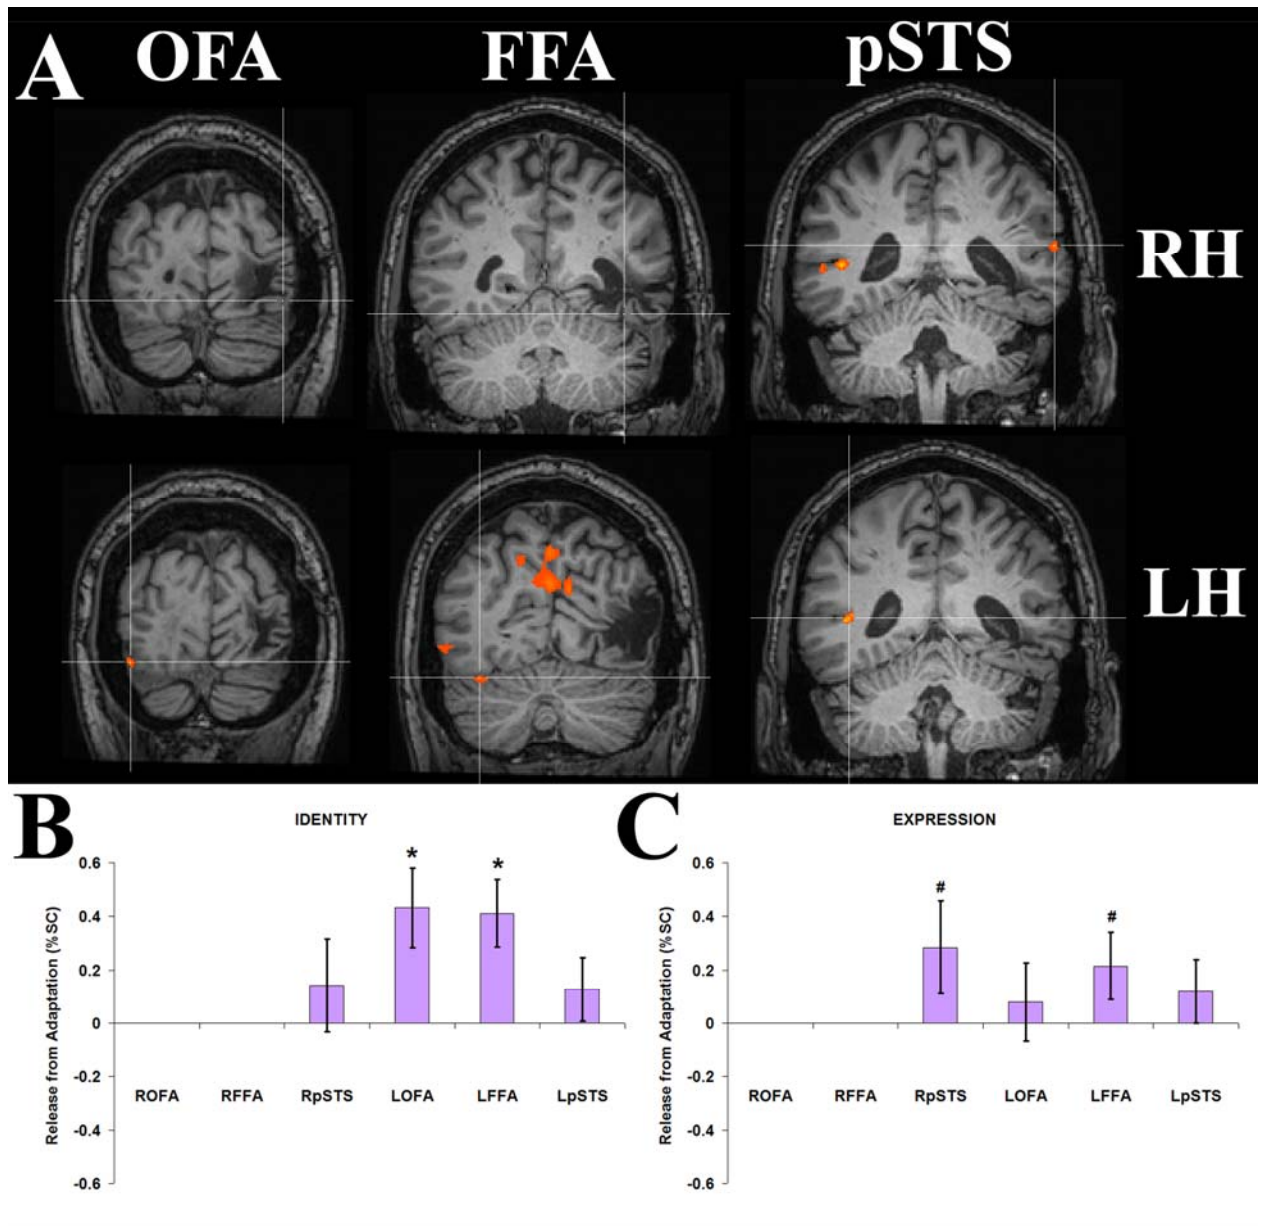 A OFA FFA pSTS
RH
LH
B IDENTITY
Release from Adaptation (%SC)
0.6
0.4
0.2
0
-0.2
-0.4
-0.6
* *
ROFA RFFA RpSTS LOFA LFFA LpSTS
C EXPRESSION
Release from Adaptation (%SC)
0.6
0.4
0.2
0
-0.2
-0.4
-0.6
# #
ROFA RFFA RpSTS LOFA LFFA LpSTS